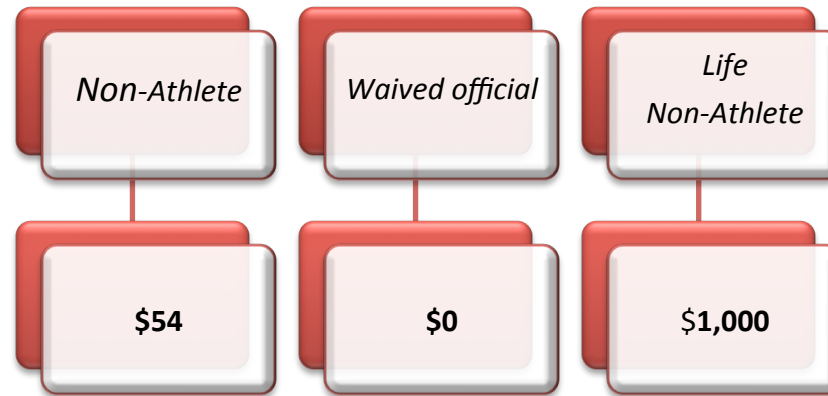 Non-Athlete
Waived official
Life
Non-Athlete
$54
$0
$1,000